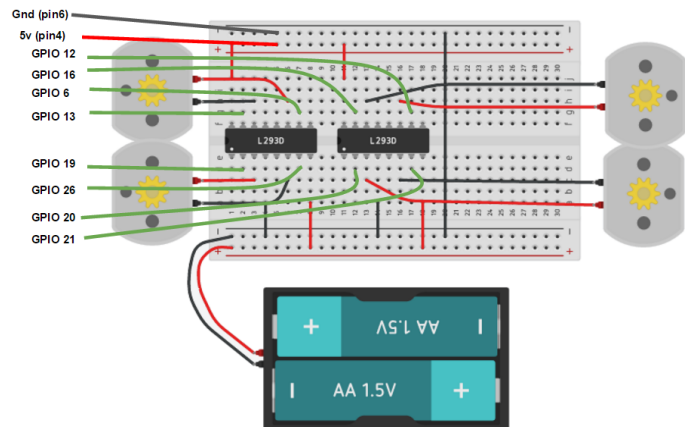 Gnd (pin6)
5v (pin4)
GPIO 12
GPIO 16
GPIO 6
GPIO 13
L293D
L293D
GPIO 19
GPIO 26
GPIO 20
GPIO 21
+
AA 1.5V
I
I
AA 1.5V
+